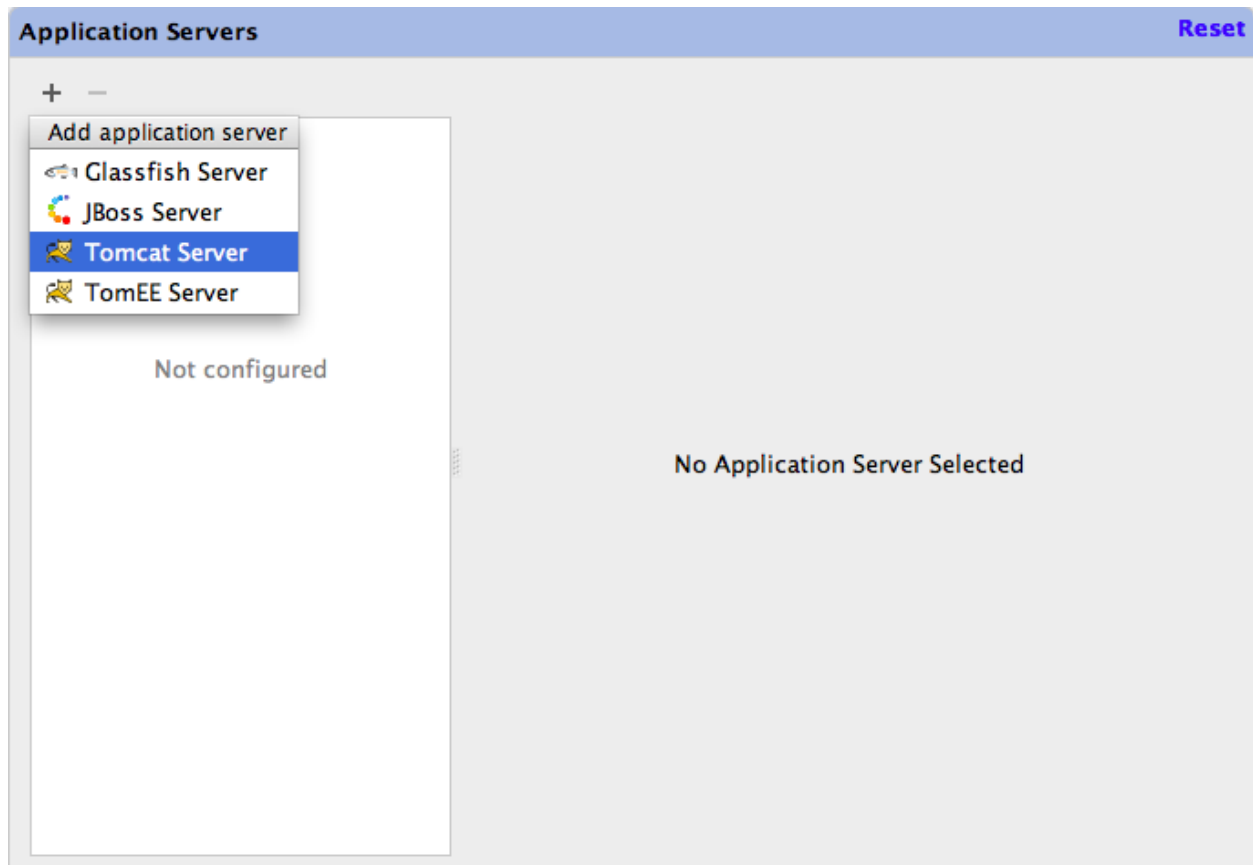 Application Servers
Reset
+ −
Add application server
Glassfish Server
JBoss Server
Tomcat Server
TomEE Server
Not configured
No Application Server Selected